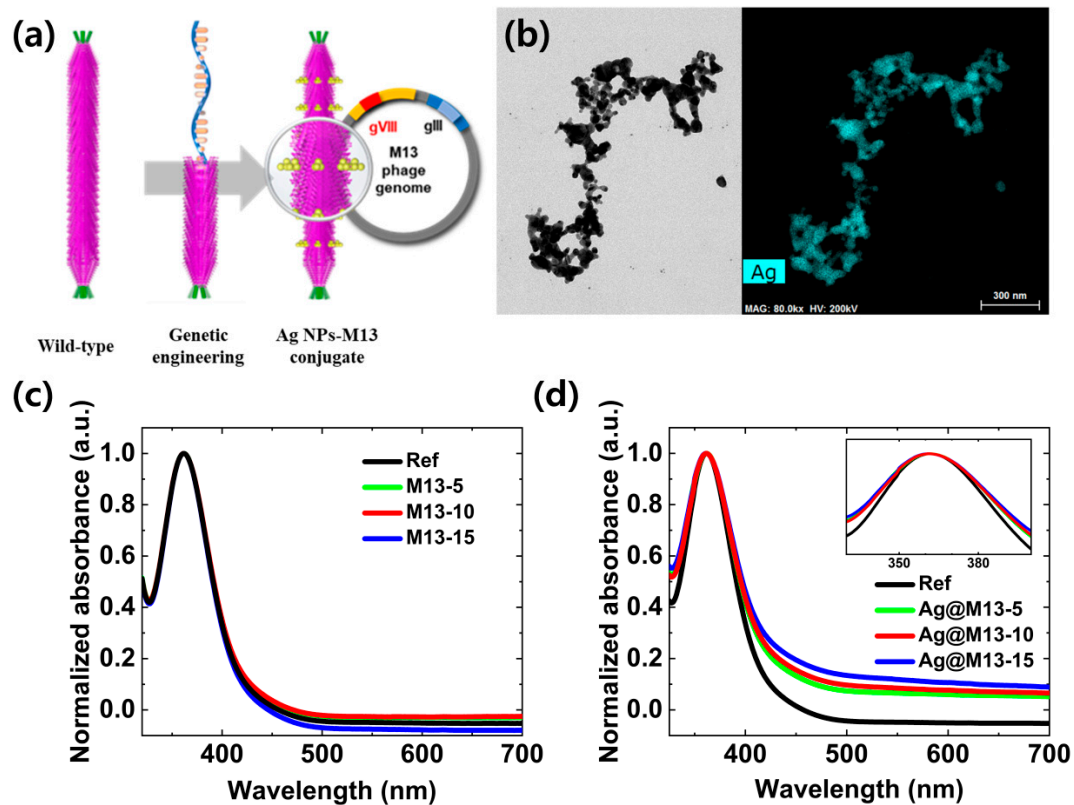 (a)
gVIII
gIII
M13
phage
genome
Wild-type
Genetic
engineering
Ag NPs-M13
conjugate
(b)
Ag
MAG: 80.0kx HV: 200kV
300 nm
(c)
Normalized absorbance (a.u.)
1.0
0.8
0.6
0.4
0.2
0.0
400
500
600
700
Wavelength (nm)
Ref
M13-5
M13-10
M13-15
(d)
Normalized absorbance (a.u.)
1.0
0.8
0.6
0.4
0.2
0.0
400
500
600
700
Wavelength (nm)
350
380
Ref
Ag@M13-5
Ag@M13-10
Ag@M13-15